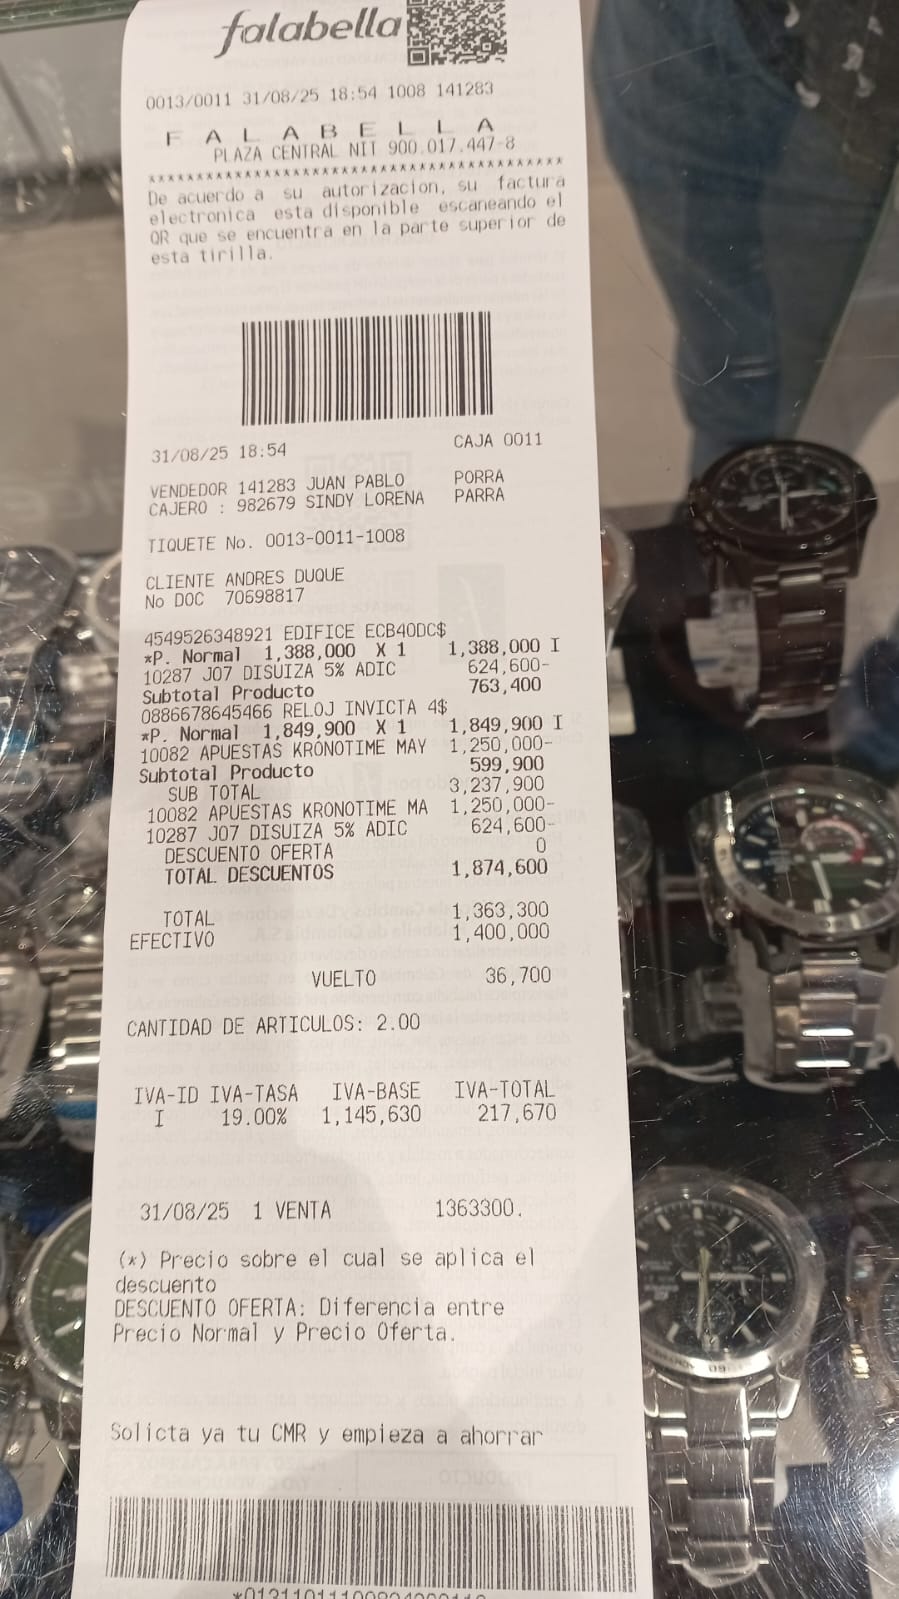 falabella
0013/0011 31/08/25 18:54 1008 141283
F A L A B E L L A
PLAZA CENTRAL NIT 900.017.447-8
************************************************
De acuerdo a su autorizacion, su factura
electronica esta disponible escaneando el
QR que se encuentra en la parte superior de
esta tirilla.
31/08/25 18:54 CAJA 0011
VENDEDOR 141283 JUAN PABLO PORRA
CAJERO : 982679 SINDY LORENA PARRA
TIQUETE No. 0013-0011-1008
CLIENTE ANDRES DUQUE
No DOC 70698817
4549526348921 EDIFICE ECB40DC$
*P. Normal 1,388,000 X 1 1,388,000 I
10287 J07 DISUIZA 5% ADIC 624,600-
Subtotal Producto 763,400
0886678645466 RELOJ INVICTA 4$
*P. Normal 1,849,900 X 1 1,849,900 I
10082 APUESTAS KRONOTIME MAY 1,250,000-
Subtotal Producto 599,900
SUB TOTAL 3,237,900
10082 APUESTAS KRONOTIME MA 1,250,000-
10287 J07 DISUIZA 5% ADIC 624,600-
DESCUENTO OFERTA 0
TOTAL DESCUENTOS 1,874,600
TOTAL 1,363,300
EFECTIVO 1,400,000
VUELTO 36,700
CANTIDAD DE ARTICULOS: 2.00
IVA-ID IVA-TASA IVA-BASE IVA-TOTAL
I 19.00% 1,145,630 217,670
31/08/25 1 VENTA 1363300.
(*) Precio sobre el cual se aplica el
descuento
DESCUENTO OFERTA: Diferencia entre
Precio Normal y Precio Oferta.
Solicta ya tu CMR y empieza a ahorrar